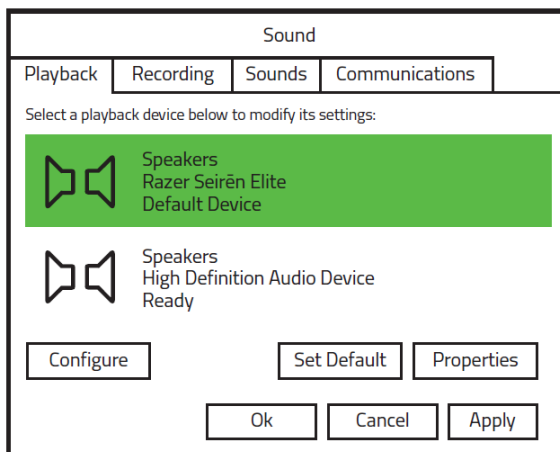 Sound
Playback Recording Sounds Communications
Select a playback device below to modify its settings:
Speakers
Razer Seirēn Elite
Default Device
Speakers
High Definition Audio Device
Ready
Configure Set Default Properties
Ok Cancel Apply